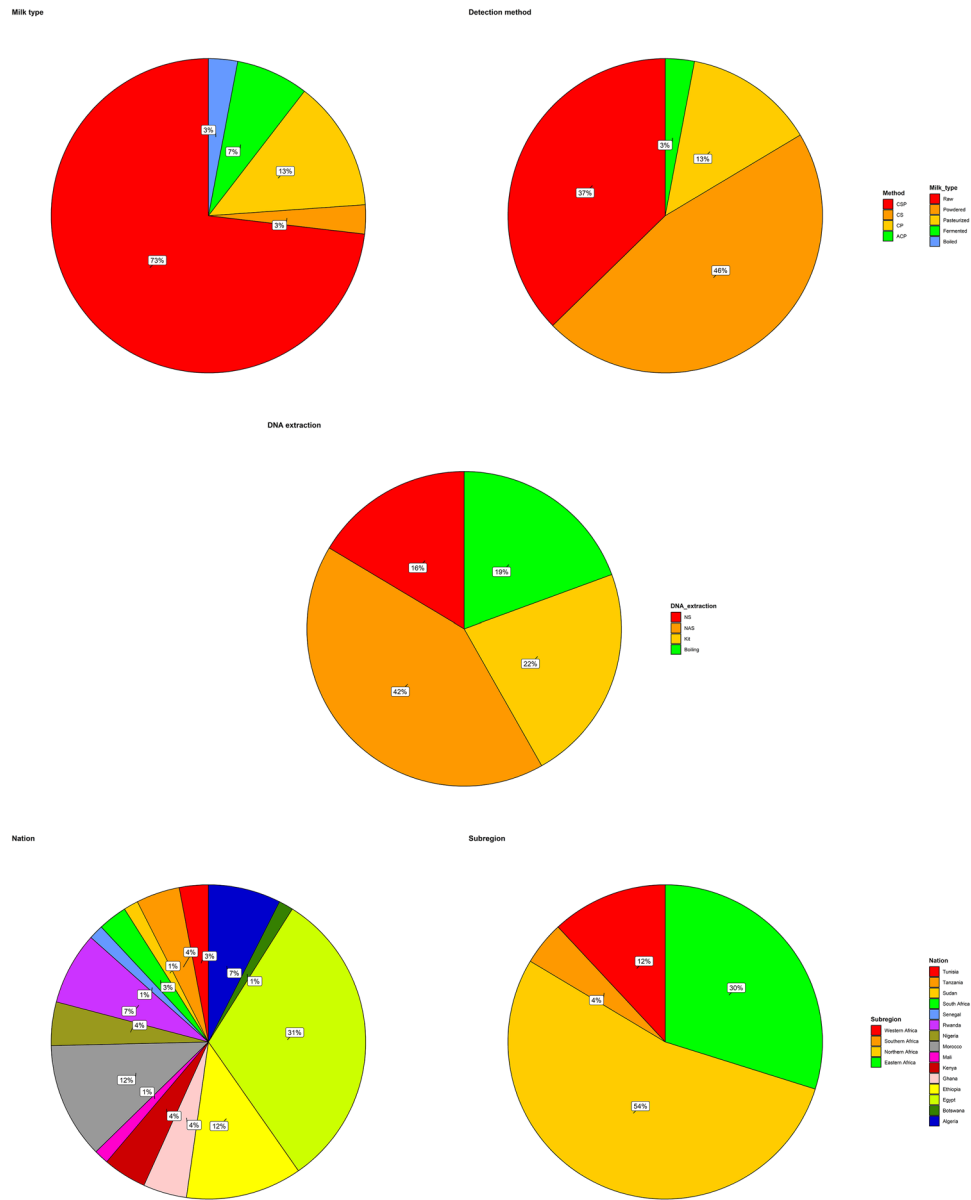 Milk type
Detection method
3%
7%
13%
3%
73%
3%
13%
37%
46%
Method
CSP
CS
CP
ACP
Milk_type
Raw
Powdered
Pasteurized
Fermented
Boiled
DNA extraction
16%
19%
22%
42%
DNA_extraction
NS
NAS
Kit
Boiling
Nation
Subregion
4%
3%
1%
7%
3%
1%
1%
7%
4%
31%
12%
1%
4%
4%
12%
12%
30%
4%
54%
Subregion
Western Africa
Southern Africa
Northern Africa
Eastern Africa
Nation
Tunisia
Tanzania
Sudan
South Africa
Senegal
Rwanda
Nigeria
Morocco
Mali
Kenya
Ghana
Ethiopia
Egypt
Botswana
Algeria